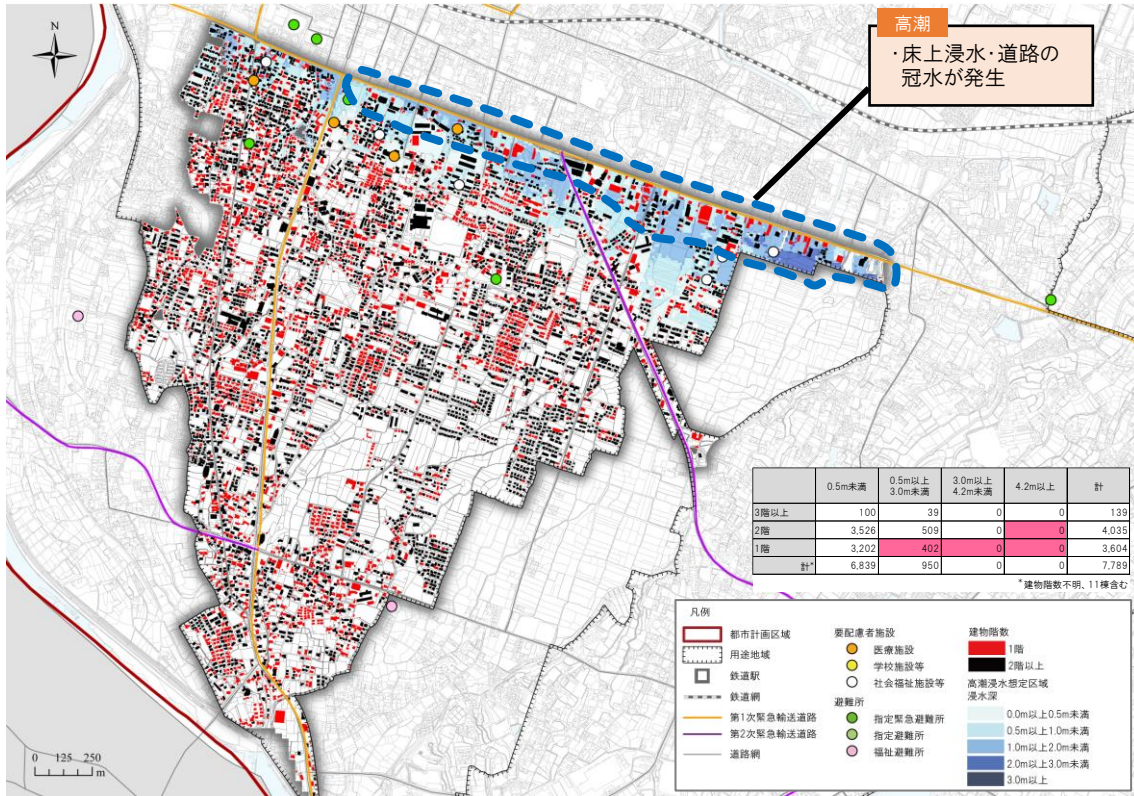 N
高潮
・床上浸水・道路の
冠水が発生
0.5m未満 0.5m以上3.0m未満 3.0m以上4.2m未満 4.2m以上 計
3階以上 100 39 0 0 139
2階 3,526 509 0 0 4,035
1階 3,202 402 0 0 3,604
計* 6,839 950 0 0 7,789
*建物階数不明、11棟含む
凡例
都市計画区域
用途地域
鉄道駅
鉄道網
第1次緊急輸送道路
第2次緊急輸送道路
道路網
要配慮者施設
医療施設
学校施設等
社会福祉施設等
避難所
指定緊急避難所
指定避難所
福祉避難所
建物階数
1階
2階以上
高潮浸水想定区域
浸水深
0.0m以上0.5m未満
0.5m以上1.0m未満
1.0m以上2.0m未満
2.0m以上3.0m未満
3.0m以上
0 125 250
m